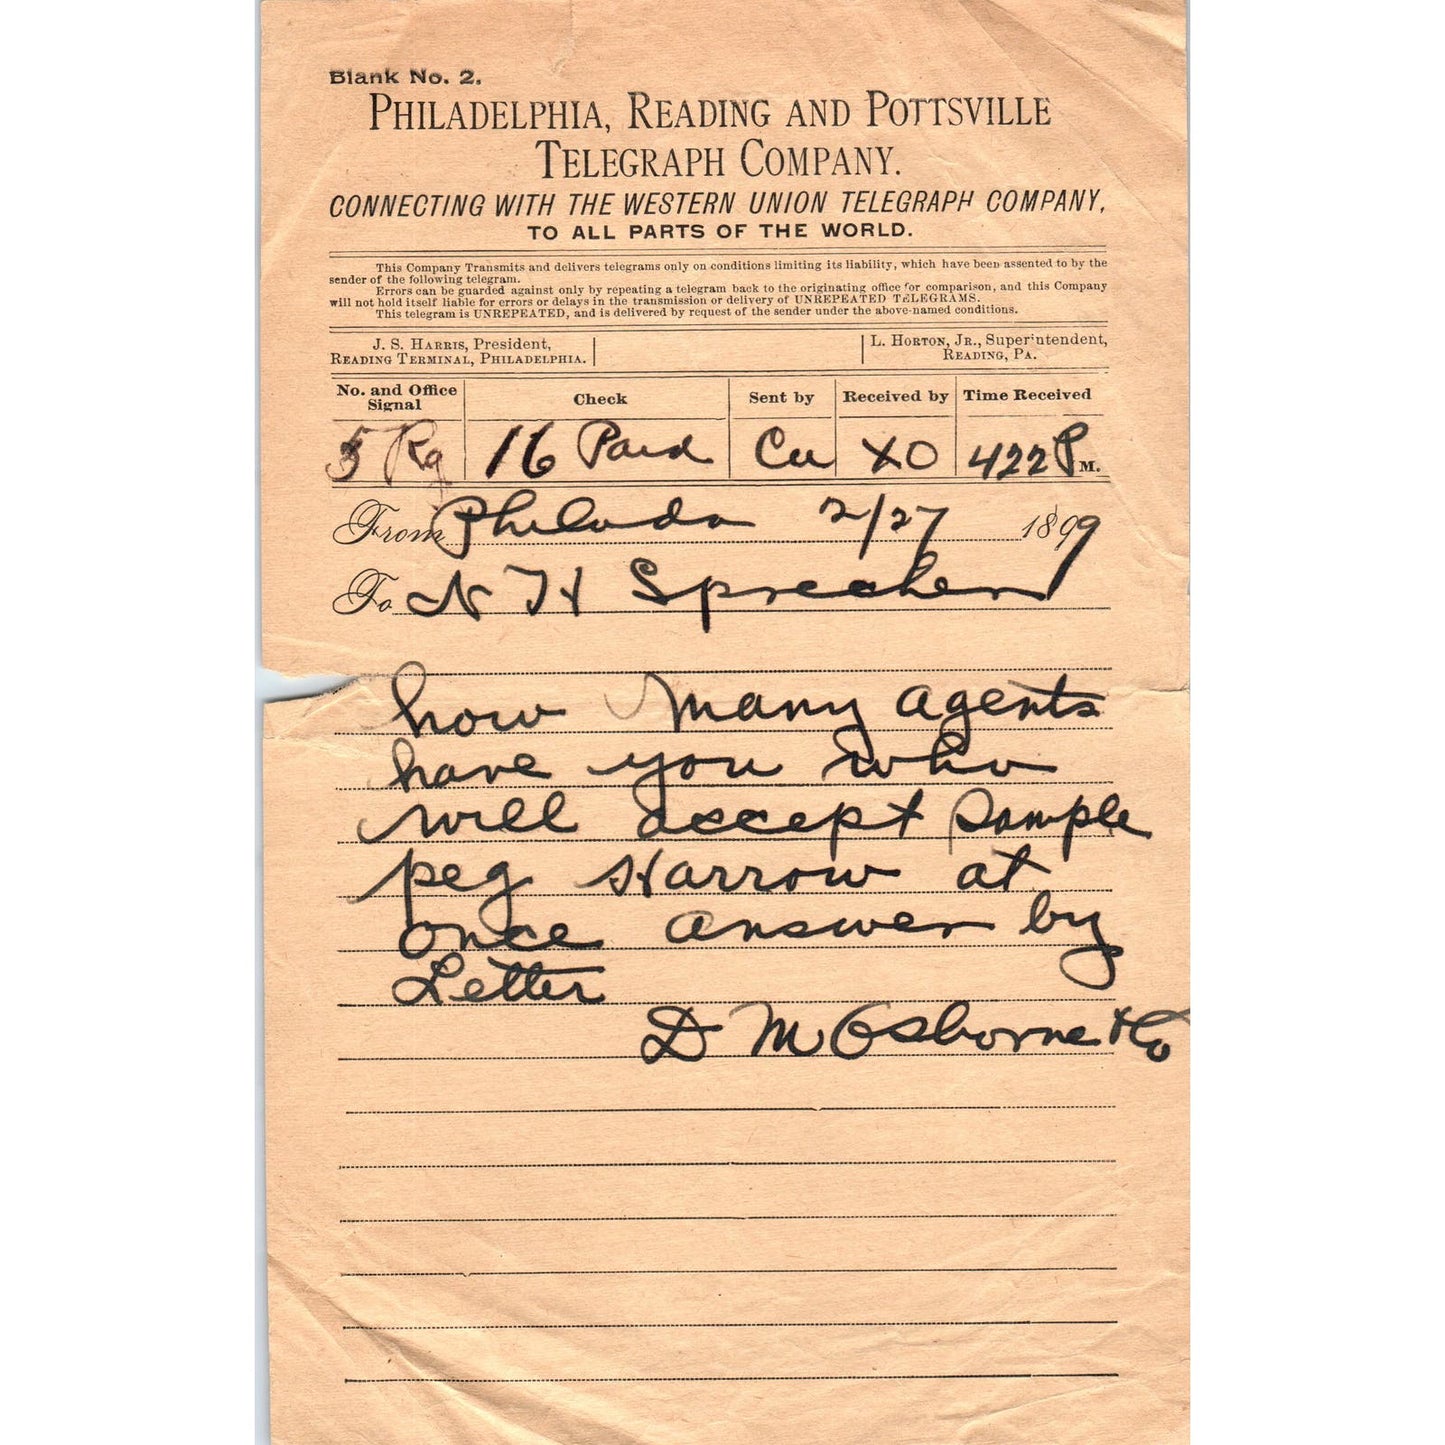 Blank No. 2.
PHILADELPHIA, READING AND POTTSVILLE
TELEGRAPH COMPANY.
CONNECTING WITH THE WESTERN UNION TELEGRAPH COMPANY,
TO ALL PARTS OF THE WORLD.
This Company Transmits and delivers telegrams only on conditions limiting its liability, which have been assented to by the
sender of the following telegram.
Errors can be guarded against only by repeating a telegram back to the originating office for comparison, and this Company
will not hold itself liable for errors or delays in the transmission or delivery of UNREPEATED TELEGRAMS.
This telegram is UNREPEATED, and is delivered by request of the sender under the above-named conditions.
J. S. HARRIS, President,
READING TERMINAL, PHILADELPHIA.
L. HORTON, JR., Superintendent,
READING, PA.
No. and Office Signal Check Sent by Received by Time Received
5 16 Paid Cu XO 422 P M.
From Philada 2/27 1899
To N H Sprecher
how many agents
have you who
will accept Sample
peg Harrow at
once answer by
Letter
D M Osborne & Co